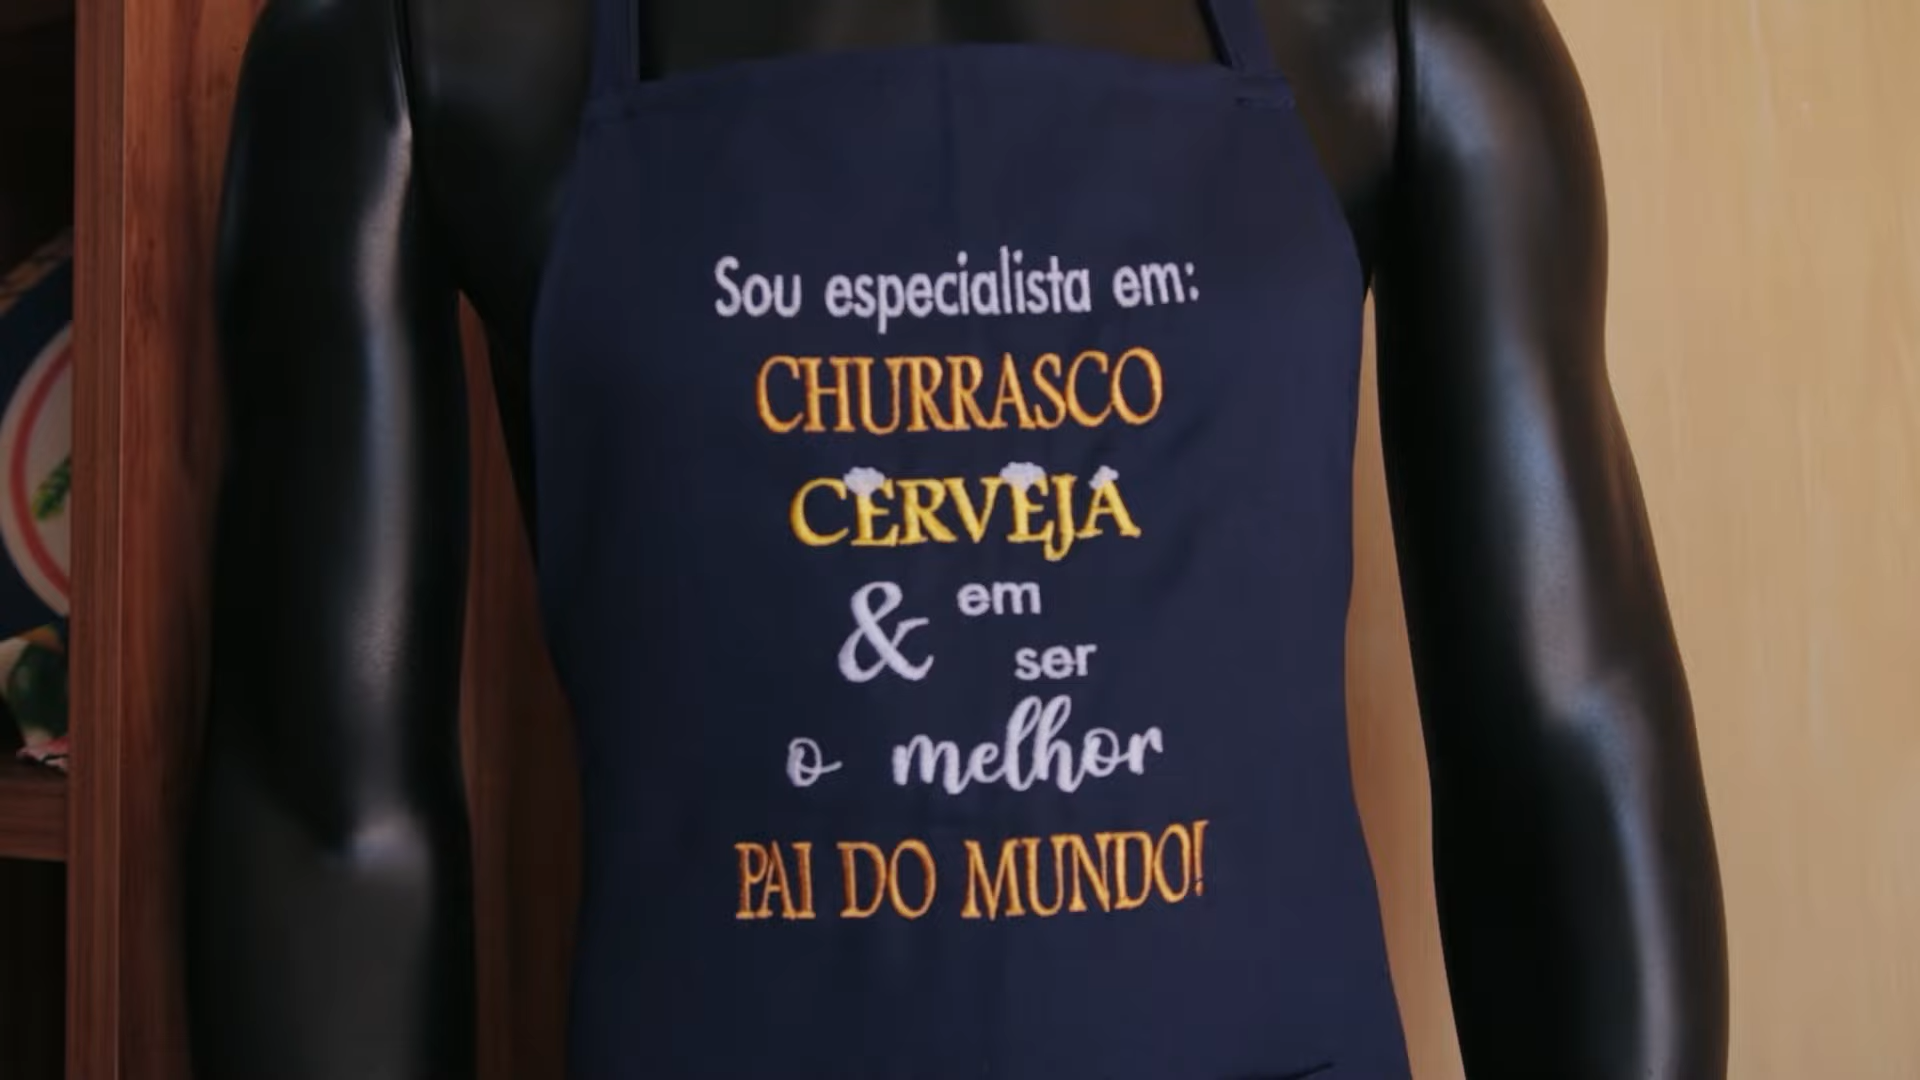 Sou especialista em:
CHURRASCO
CERVEJA
& em
ser
o melhor
PAI DO MUNDO!